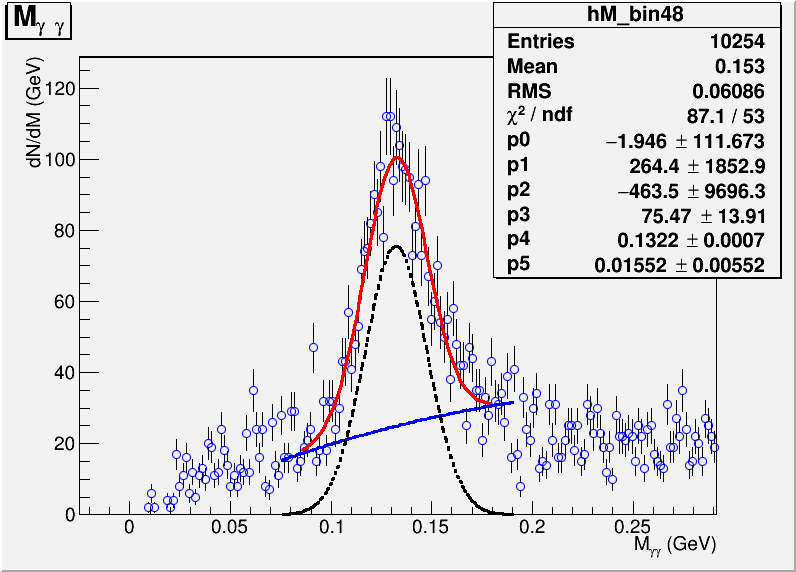 M γ γ
hM_bin48
Entries 10254
Mean 0.153
RMS 0.06086
χ² / ndf 87.1 / 53
p0 −1.946 ± 111.673
p1 264.4 ± 1852.9
p2 −463.5 ± 9696.3
p3 75.47 ± 13.91
p4 0.1322 ± 0.0007
p5 0.01552 ± 0.00552
dN/dM (GeV)
120
100
80
60
40
20
0
0 0.05 0.1 0.15 0.2 0.25
M γγ (GeV)